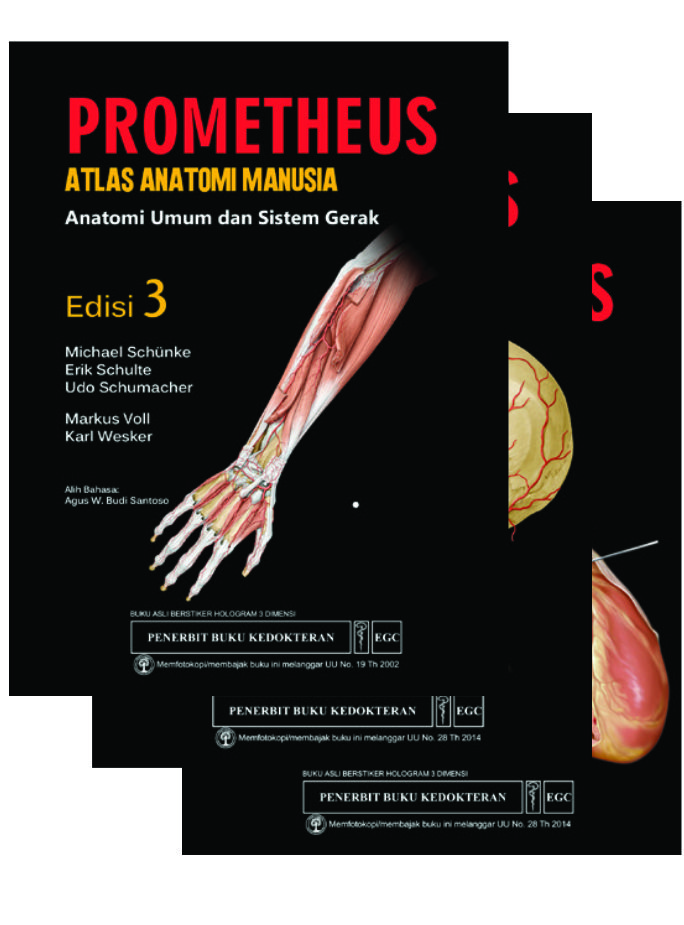 PROMETHEUS
ATLAS ANATOMI MANUSIA
Anatomi Umum dan Sistem Gerak
Edisi 3
Michael Schünke
Erik Schulte
Udo Schumacher
Markus Voll
Karl Wesker
Alih Bahasa:
Agus W. Budi Santoso
BUKU ASLI BERSTIKER HOLOGRAM 3 DIMENSI
PENERBIT BUKU KEDOKTERAN EGC
Memfotokopi/membajak buku ini melanggar UU No. 19 Th 2002
S
PENERBIT BUKU KEDOKTERAN EGC
Memfotokopi/membajak buku ini melanggar UU No. 28 Th 2014
S
BUKU ASLI BERSTIKER HOLOGRAM 3 DIMENSI
PENERBIT BUKU KEDOKTERAN EGC
Memfotokopi/membajak buku ini melanggar UU No. 28 Th 2014